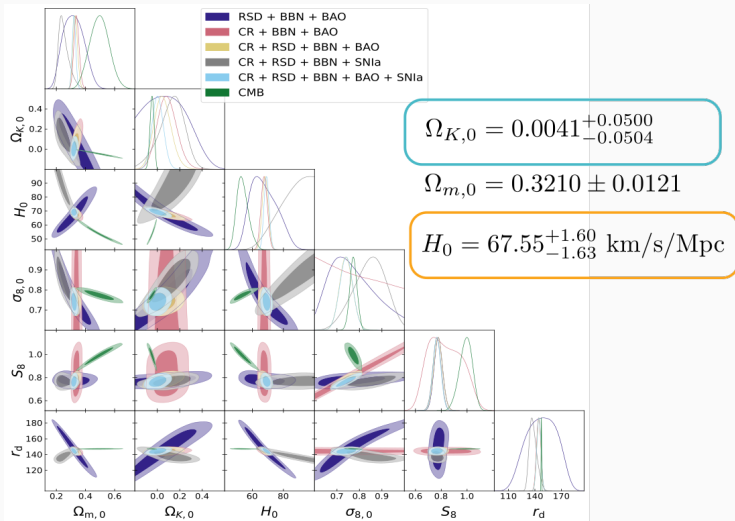 RSD + BBN + BAO
CR + BBN + BAO
CR + RSD + BBN + BAO
CR + RSD + BBN + SNIa
CR + RSD + BBN + BAO + SNIa
CMB
Ω_{K,0} = 0.0041^{+0.0500}_{-0.0504}
Ω_{m,0} = 0.3210 ± 0.0121
H_0 = 67.55^{+1.60}_{-1.63} km/s/Mpc
Ω_{K,0}
0.4
0.2
0.0
H_0
90
80
70
60
50
σ_{8,0}
0.9
0.8
0.7
S_8
1.0
0.8
0.6
r_d
180
160
140
120
0.2 0.4 0.6
0.0 0.2 0.4
60 80
0.7 0.8 0.9
0.6 0.8 1.0
110 140 170
Ω_{m,0} Ω_{K,0} H_0 σ_{8,0} S_8 r_d